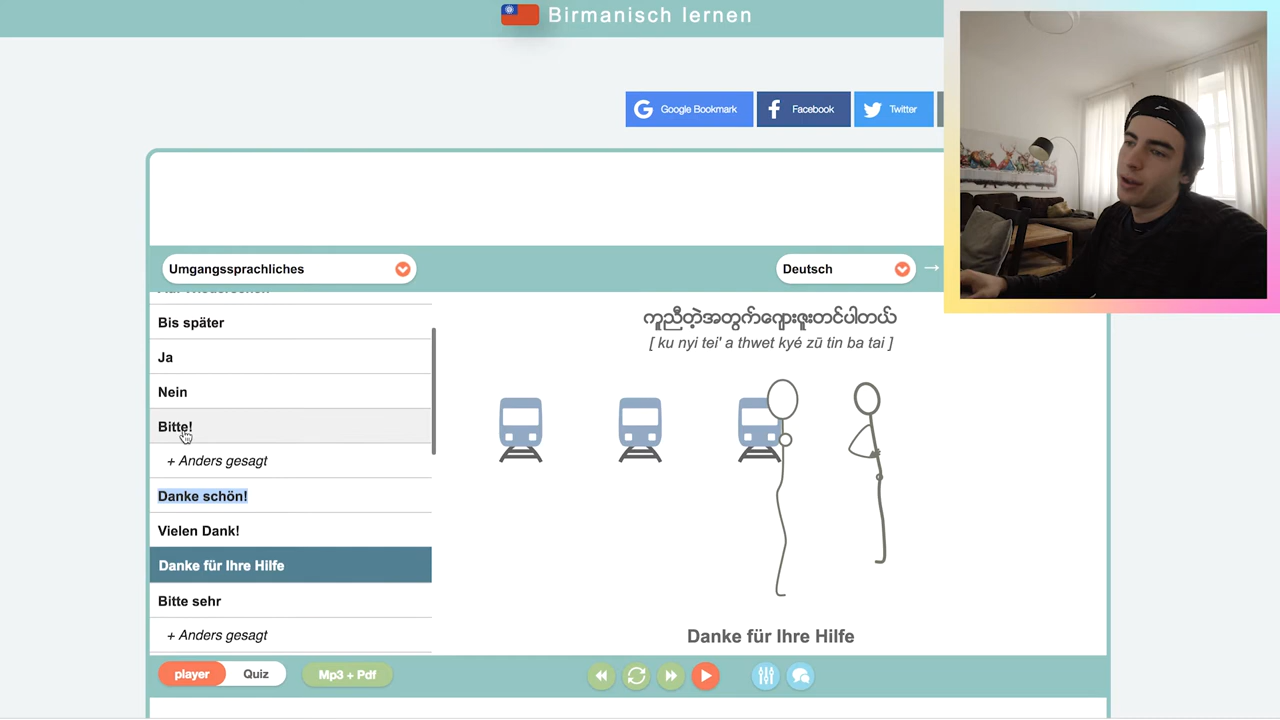 Birmanisch lernen
Google Bookmark
Facebook
Twitter
Umgangssprachliches
Deutsch
→
Bis später
Ja
Nein
Bitte!
+ Anders gesagt
Danke schön!
Vielen Dank!
Danke für Ihre Hilfe
Bitte sehr
+ Anders gesagt
ကူညီတဲ့အတွက်ကျေးဇူးတင်ပါတယ်
[ ku nyi tei' a thwet kyé zū tin ba tai ]
Danke für Ihre Hilfe
player
Quiz
Mp3 + Pdf